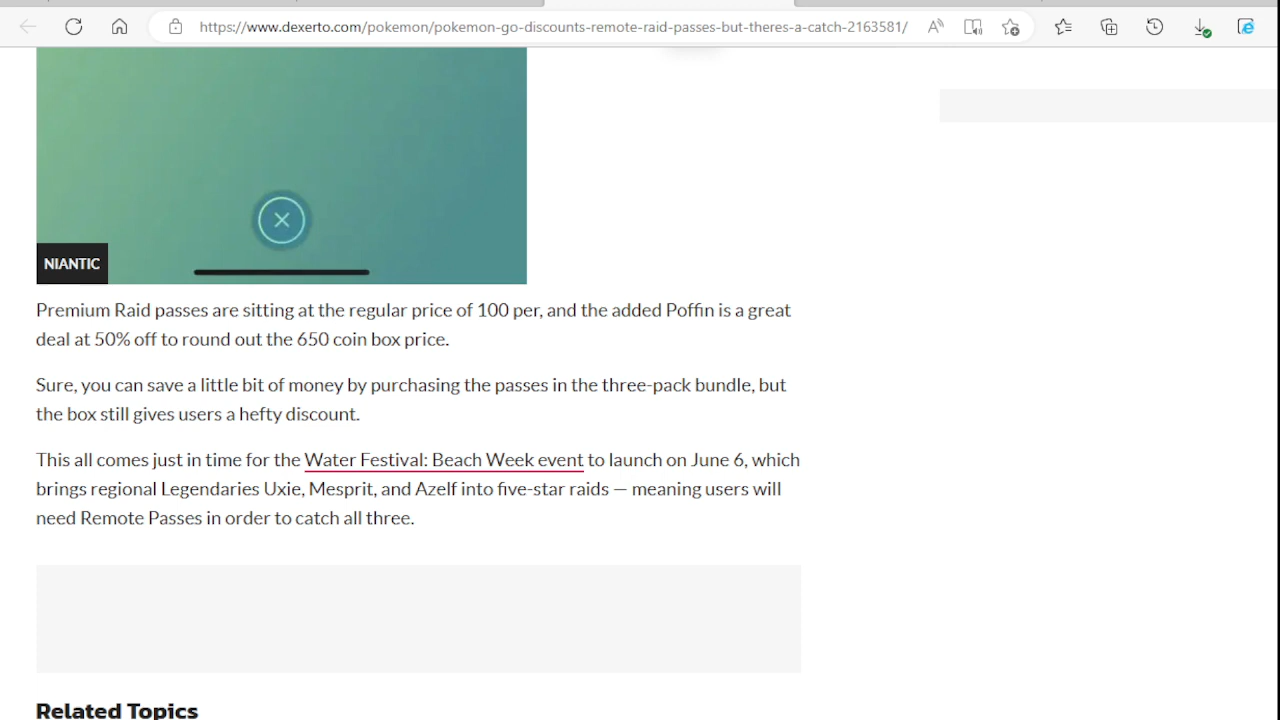 https://www.dexerto.com/pokemon/pokemon-go-discounts-remote-raid-passes-but-theres-a-catch-2163581/
NIANTIC
Premium Raid passes are sitting at the regular price of 100 per, and the added Poffin is a great
deal at 50% off to round out the 650 coin box price.
Sure, you can save a little bit of money by purchasing the passes in the three-pack bundle, but
the box still gives users a hefty discount.
This all comes just in time for the Water Festival: Beach Week event to launch on June 6, which
brings regional Legendaries Uxie, Mesprit, and Azelf into five-star raids — meaning users will
need Remote Passes in order to catch all three.
Related Topics